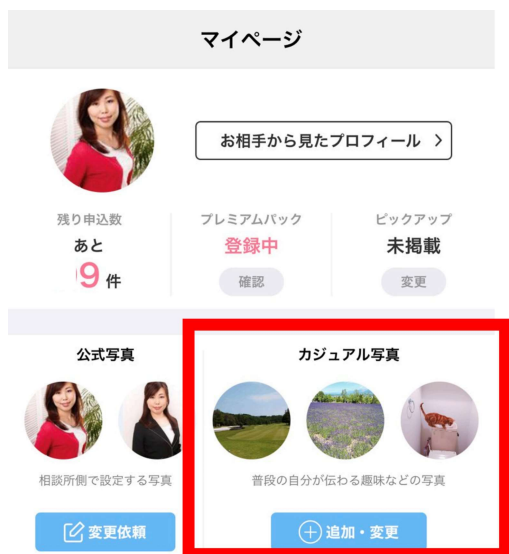 マイページ
お相手から見たプロフィール
残り申込数
あと
9件
プレミアムパック
登録中
確認
ピックアップ
未掲載
変更
公式写真
相談所側で設定する写真
変更依頼
カジュアル写真
普段の自分が伝わる趣味などの写真
追加・変更